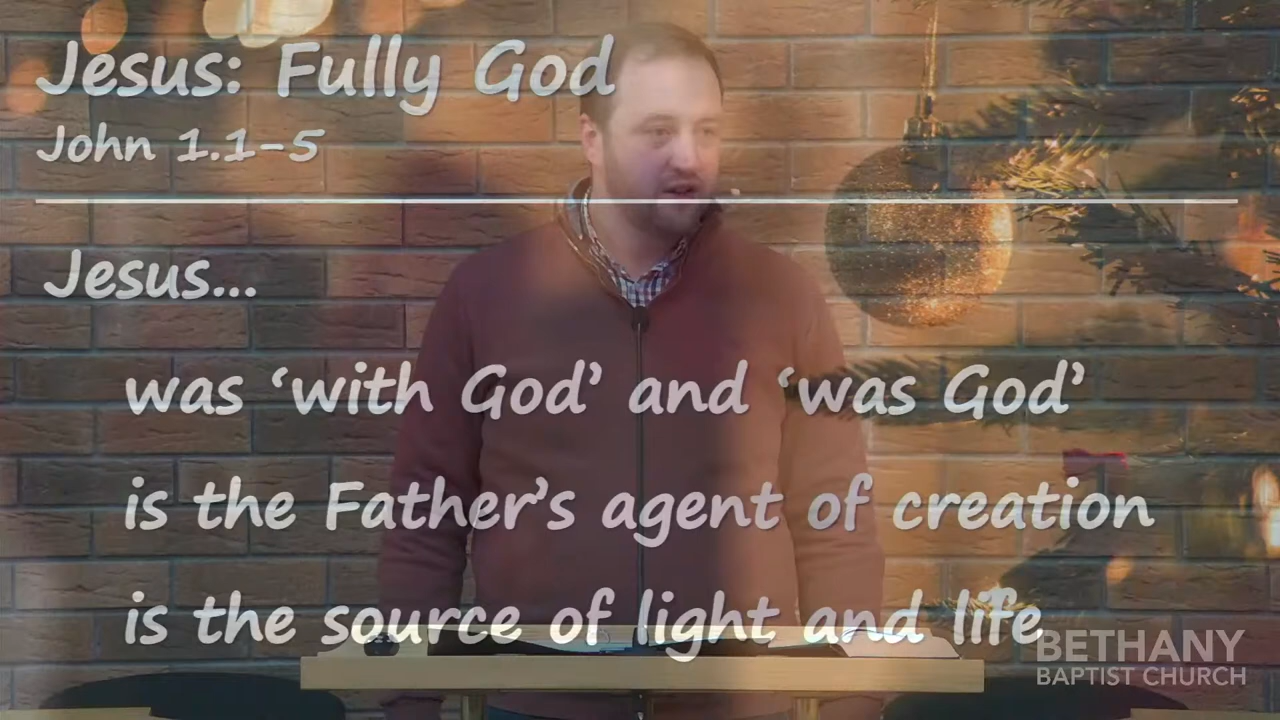 Jesus: Fully God
John 1.1-5
Jesus...
was ‘with God’ and ‘was God’
is the Father’s agent of creation
is the source of light and life
BETHANY
BAPTIST CHURCH